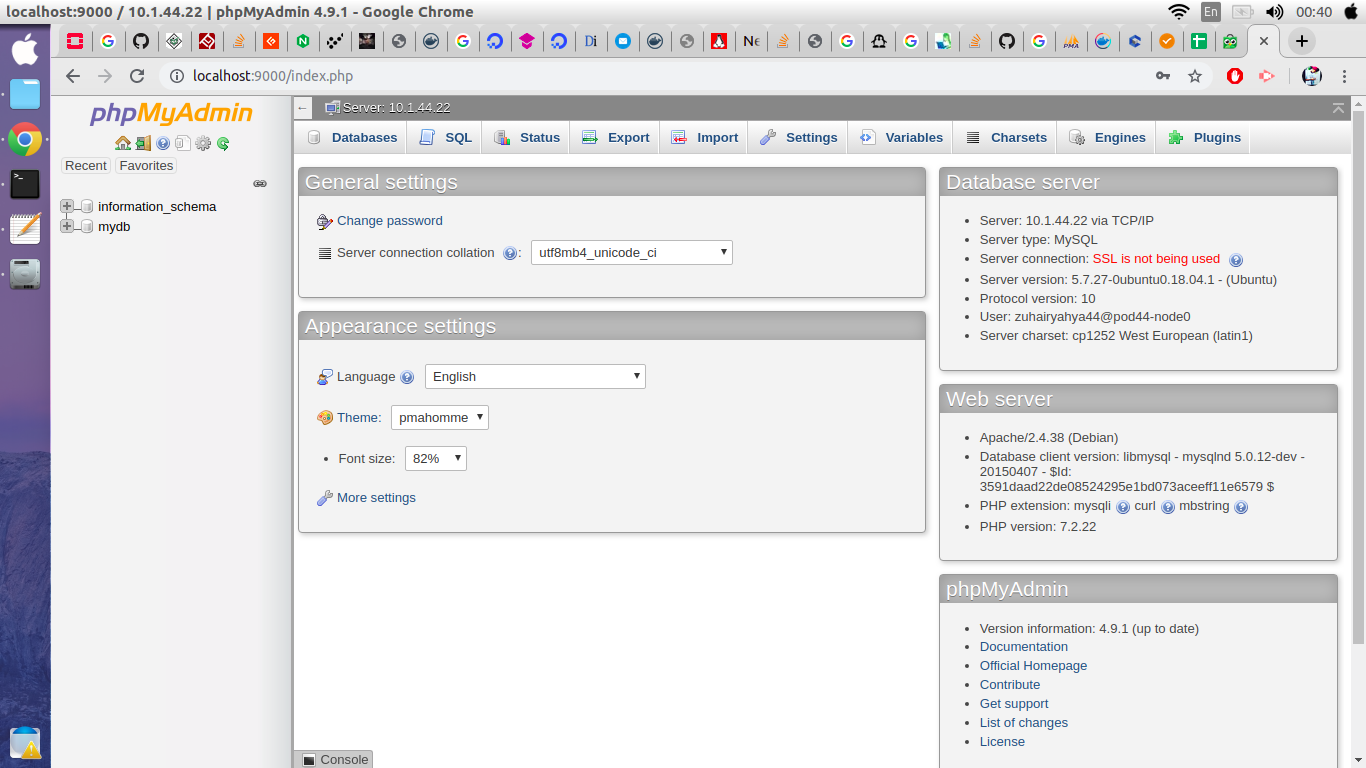 localhost:9000 / 10.1.44.22 | phpMyAdmin 4.9.1 - Google Chrome
En
00:40
Di
Nϵ
PMA
localhost:9000/index.php
phpMyAdmin
Recent
Favorites
information_schema
mydb
Server: 10.1.44.22
Databases
SQL
Status
Export
Import
Settings
Variables
Charsets
Engines
Plugins
General settings
Change password
Server connection collation :
utf8mb4_unicode_ci
Appearance settings
Language
English
Theme:
pmahomme
Font size:
82%
More settings
Database server
Server: 10.1.44.22 via TCP/IP
Server type: MySQL
Server connection: SSL is not being used
Server version: 5.7.27-0ubuntu0.18.04.1 - (Ubuntu)
Protocol version: 10
User: zuhairyahya44@pod44-node0
Server charset: cp1252 West European (latin1)
Web server
Apache/2.4.38 (Debian)
Database client version: libmysql - mysqlnd 5.0.12-dev -
20150407 - $Id:
3591daad22de08524295e1bd073aceeff11e6579 $
PHP extension: mysqli curl mbstring
PHP version: 7.2.22
phpMyAdmin
Version information: 4.9.1 (up to date)
Documentation
Official Homepage
Contribute
Get support
List of changes
License
Console